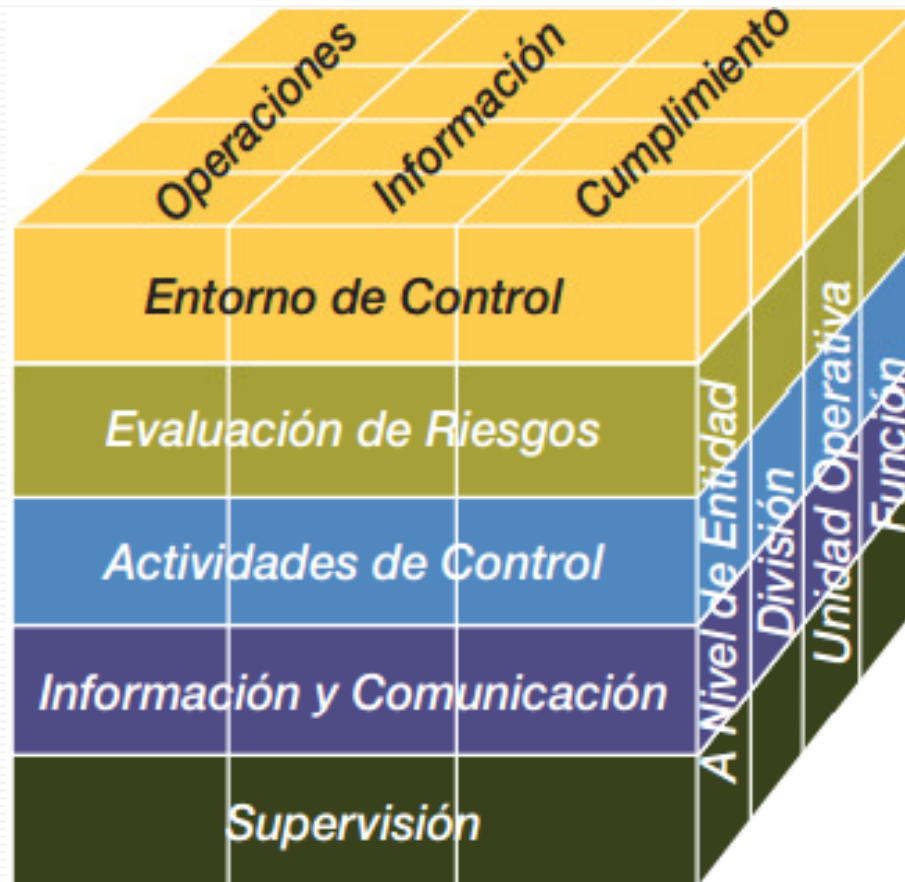 Operaciones
Información
Cumplimiento
Entorno de Control
Evaluación de Riesgos
Actividades de Control
Información y Comunicación
Supervisión
A Nivel de Entidad
División
Unidad Operativa
Función